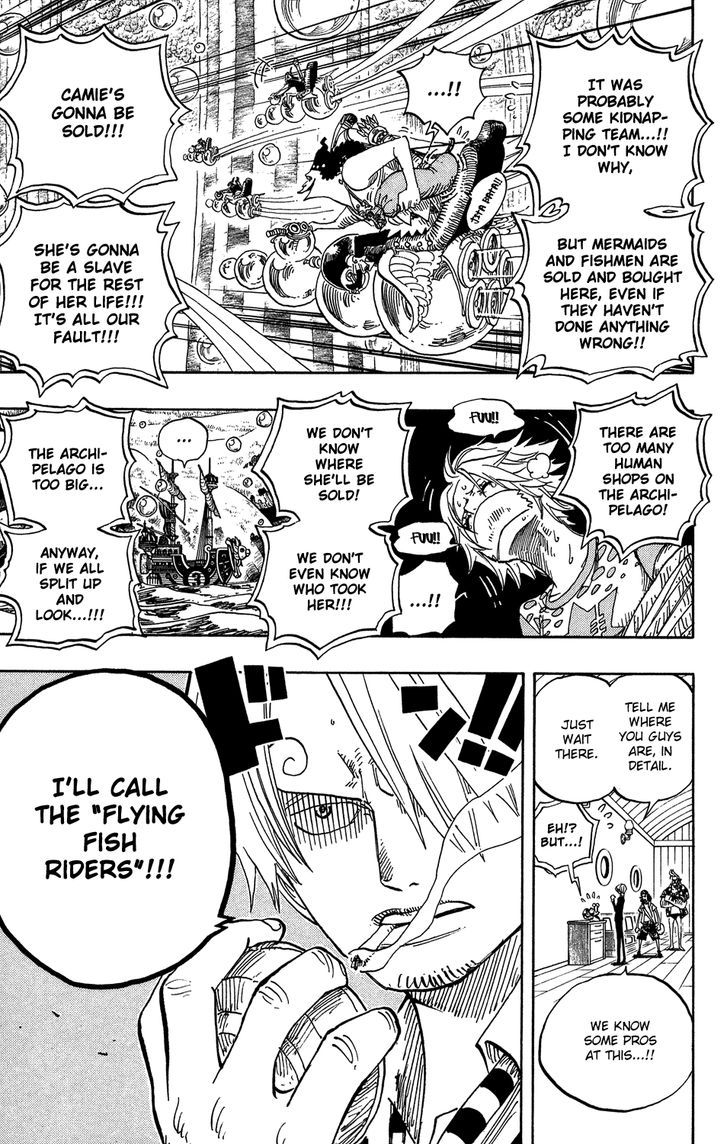 IT WAS
PROBABLY
SOME KIDNAP-
PING TEAM...!!
I DON'T KNOW
WHY,
BUT MERMAIDS
AND FISHMEN ARE
SOLD AND BOUGHT
HERE, EVEN IF
THEY HAVEN'T
DONE ANYTHING
WRONG!!
...!!
CAMIE'S
GONNA BE
SOLD!!!
SHE'S GONNA
BE A SLAVE
FOR THE REST
OF HER LIFE!!!
IT'S ALL OUR
FAULT!!!
THERE ARE
TOO MANY
HUMAN
SHOPS ON
THE ARCHI-
PELAGO!
FUU!!
FUU!!
...!!
WE DON'T
KNOW
WHERE
SHE'LL BE
SOLD!
WE DON'T
EVEN KNOW
WHO TOOK
HER!!!
...
THE ARCHI-
PELAGO IS
TOO BIG...
ANYWAY,
IF WE ALL
SPLIT UP
AND
LOOK...!!!
TELL ME
WHERE
YOU GUYS
ARE, IN
DETAIL.
JUST
WAIT
THERE.
EH!?
BUT...!
WE KNOW
SOME PROS
AT THIS...!!
ドン!!
I'LL CALL
THE "FLYING
FISH
RIDERS"!!!